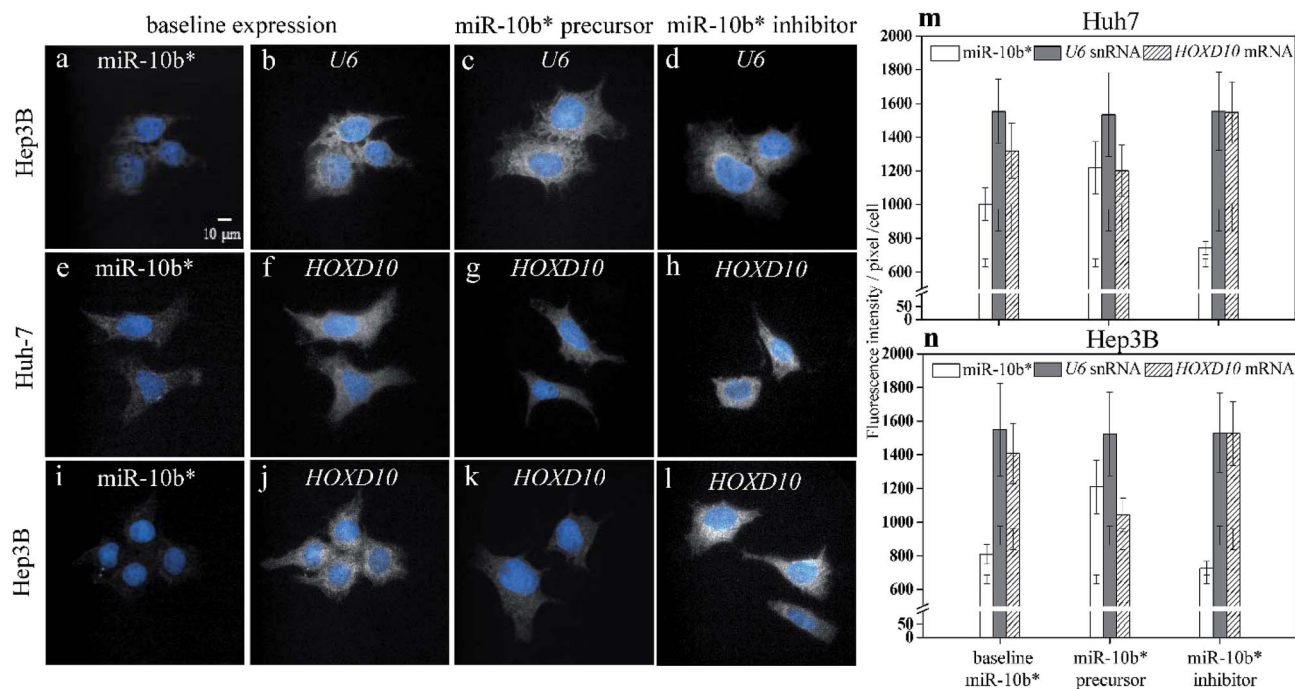 baseline expression
miR-10b* precursor
miR-10b* inhibitor
Hep3B
a miR-10b*
10 µm
b U6
c U6
d U6
Huh-7
e miR-10b*
f HOXD10
g HOXD10
h HOXD10
Hep3B
i miR-10b*
j HOXD10
k HOXD10
l HOXD10
Fluorescence intensity / pixel /cell
m Huh7
miR-10b* U6 snRNA HOXD10 mRNA
2000
1800
1600
1400
1200
1000
800
600
50
0
n Hep3B
miR-10b* U6 snRNA HOXD10 mRNA
2000
1800
1600
1400
1200
1000
800
600
50
0
baseline
miR-10b*
miR-10b*
precursor
miR-10b*
inhibitor